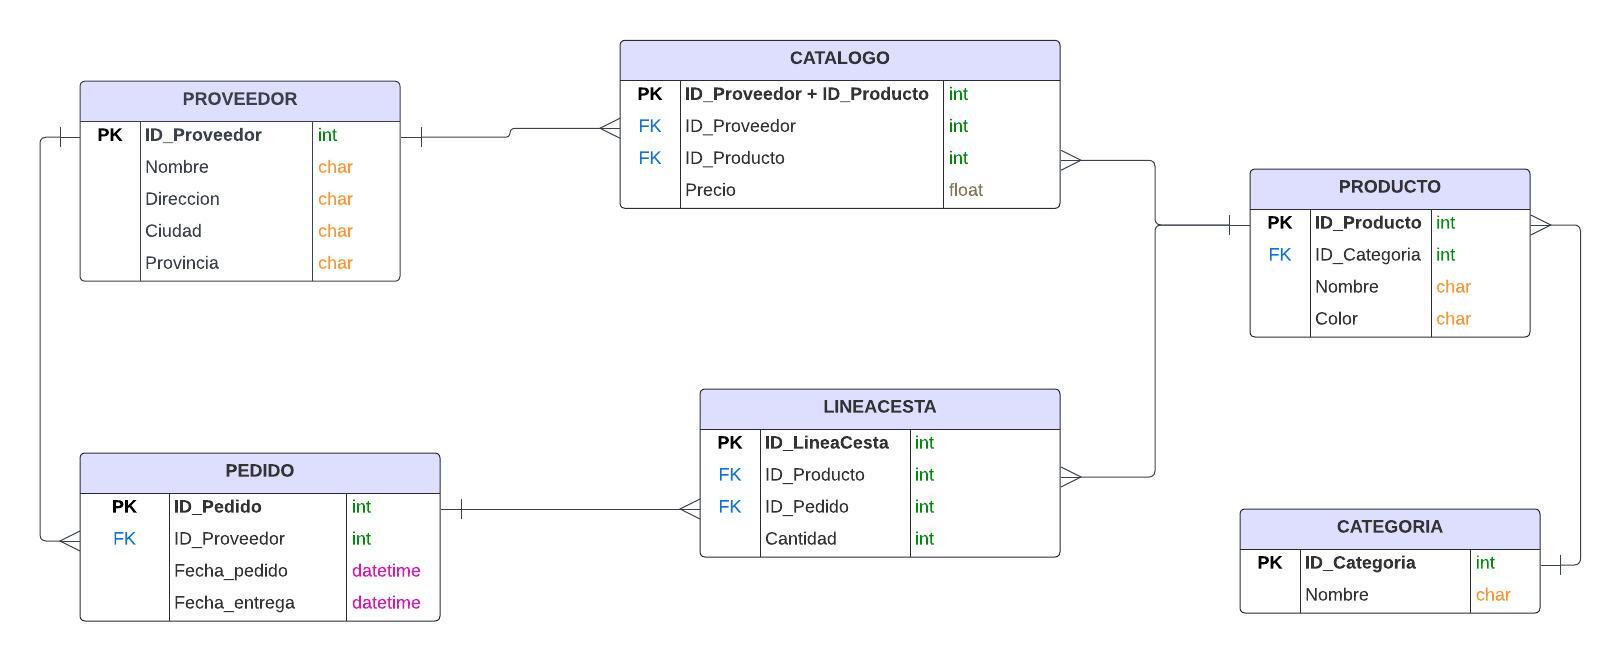 PROVEEDOR
PK ID_Proveedor int
Nombre char
Direccion char
Ciudad char
Provincia char
CATALOGO
PK ID_Proveedor + ID_Producto int
FK ID_Proveedor int
FK ID_Producto int
Precio float
PRODUCTO
PK ID_Producto int
FK ID_Categoria int
Nombre char
Color char
PEDIDO
PK ID_Pedido int
FK ID_Proveedor int
Fecha_pedido datetime
Fecha_entrega datetime
LINEACESTA
PK ID_LineaCesta int
FK ID_Producto int
FK ID_Pedido int
Cantidad int
CATEGORIA
PK ID_Categoria int
Nombre char